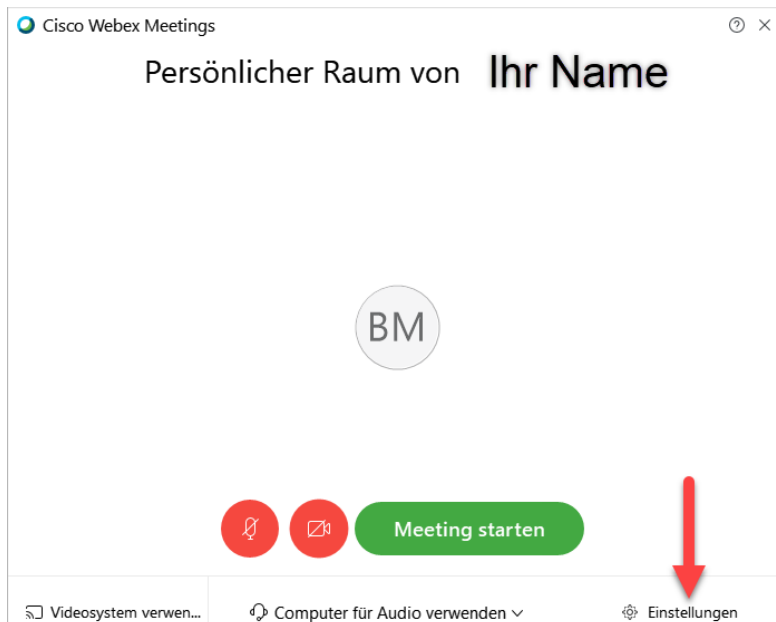 Cisco Webex Meetings
Persönlicher Raum von Ihr Name
BM
Meeting starten
Videosystem verwen... Computer für Audio verwenden Einstellungen